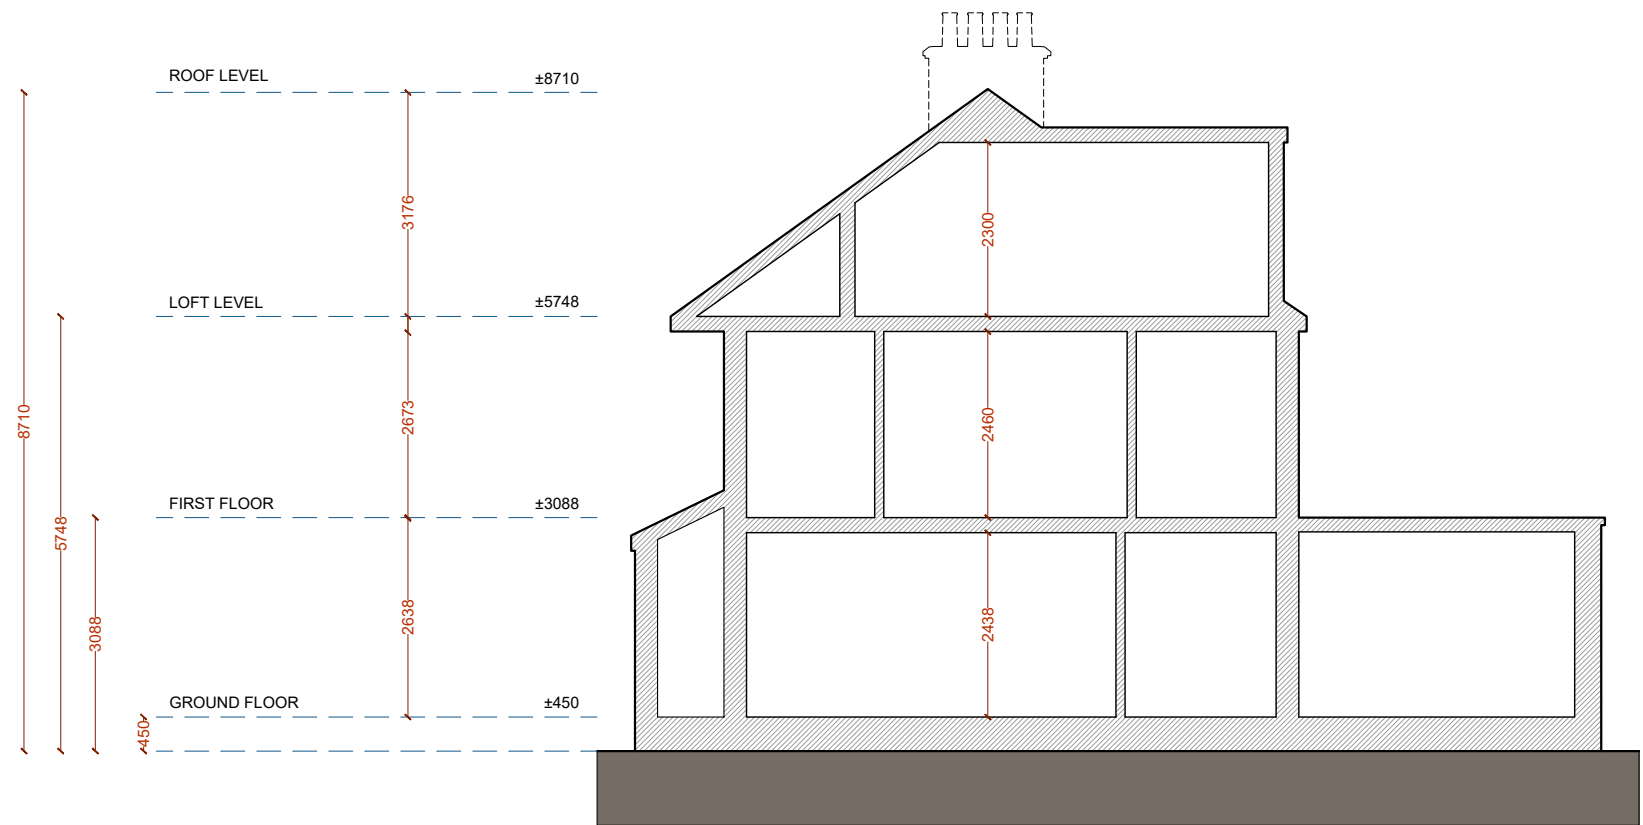 ROOF LEVEL ±8710
3176
2300
LOFT LEVEL ±5748
8710
2673
2460
FIRST FLOOR ±3088
5748
3088
2638
2438
GROUND FLOOR ±450
450